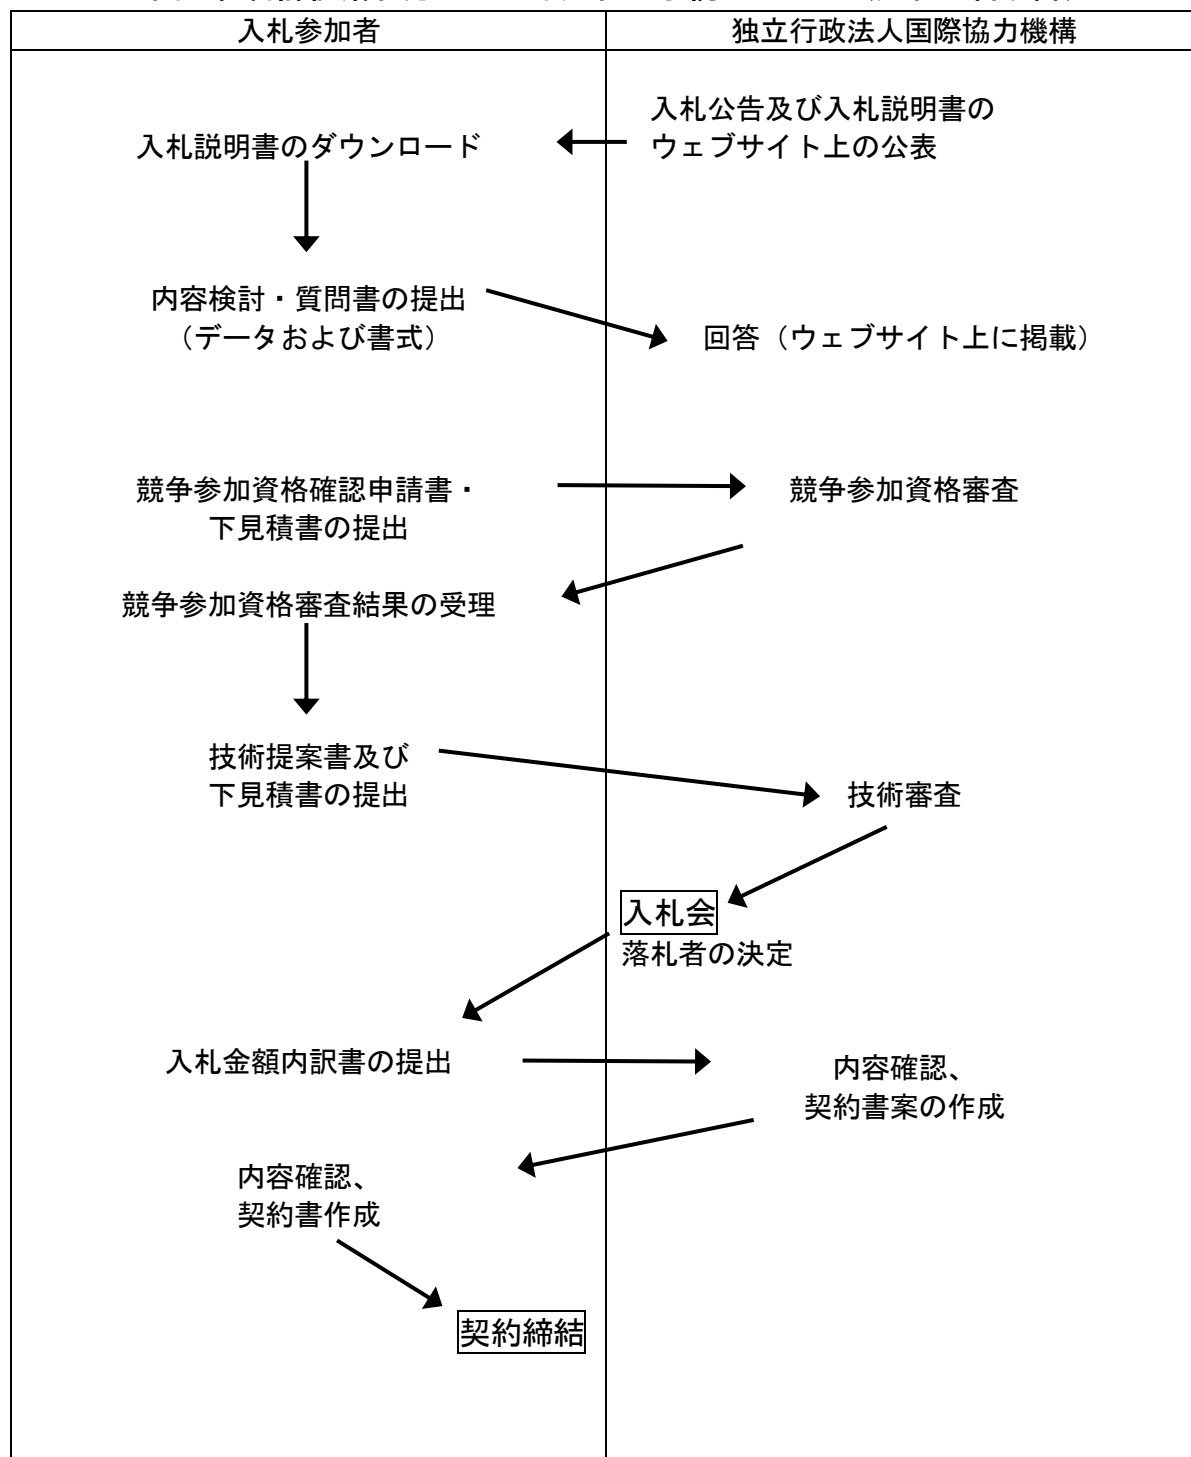 入札参加者
独立行政法人国際協力機構
入札公告及び入札説明書の
ウェブサイト上の公表
入札説明書のダウンロード
内容検討・質問書の提出
（データおよび書式）
回答（ウェブサイト上に掲載）
競争参加資格確認申請書・
下見積書の提出
競争参加資格審査
競争参加資格審査結果の受理
技術提案書及び
下見積書の提出
技術審査
入札会
落札者の決定
入札金額内訳書の提出
内容確認、
契約書案の作成
内容確認、
契約書作成
契約締結